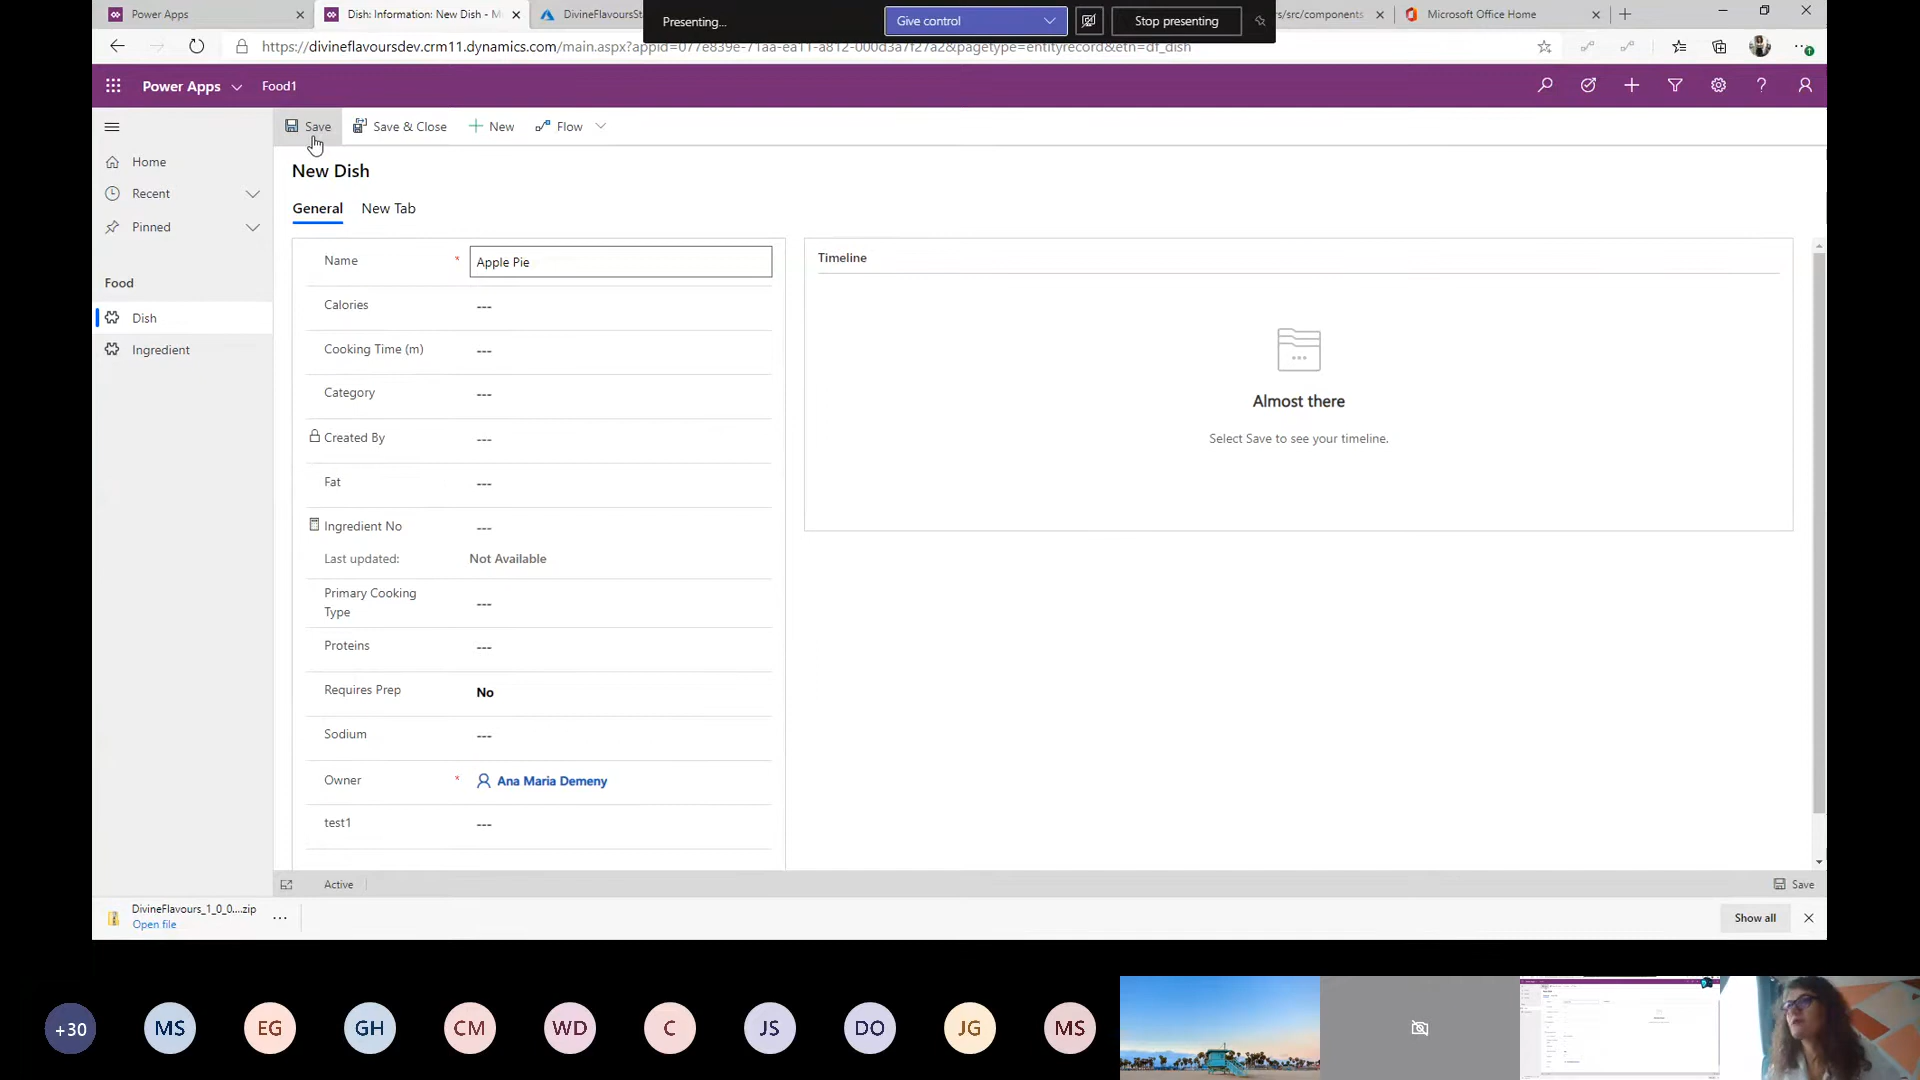 Power Apps
Dish: Information: New Dish - M
DivineFlavoursSt
Presenting...
Give control
Stop presenting
rs/src/components
Microsoft Office Home
https://divineflavoursdev.crm11.dynamics.com/main.aspx?appid=077e839e-71aa-ea11-a812-000d3a7f27a2&pagetype=entityrecord&etn=df_dish
Power Apps
Food1
Save
Save & Close
New
Flow
Home
Recent
Pinned
Food
Dish
Ingredient
New Dish
General
New Tab
Name * Apple Pie
Calories ---
Cooking Time (m) ---
Category ---
Created By ---
Fat ---
Ingredient No ---
Last updated: Not Available
Primary Cooking
Type ---
Proteins ---
Requires Prep No
Sodium ---
Owner * Ana Maria Demeny
test1 ---
Timeline
Almost there
Select Save to see your timeline.
Active
Save
DivineFlavours_1_0_0....zip
Open file
Show all
+30
MS
EG
GH
CM
WD
C
JS
DO
JG
MS